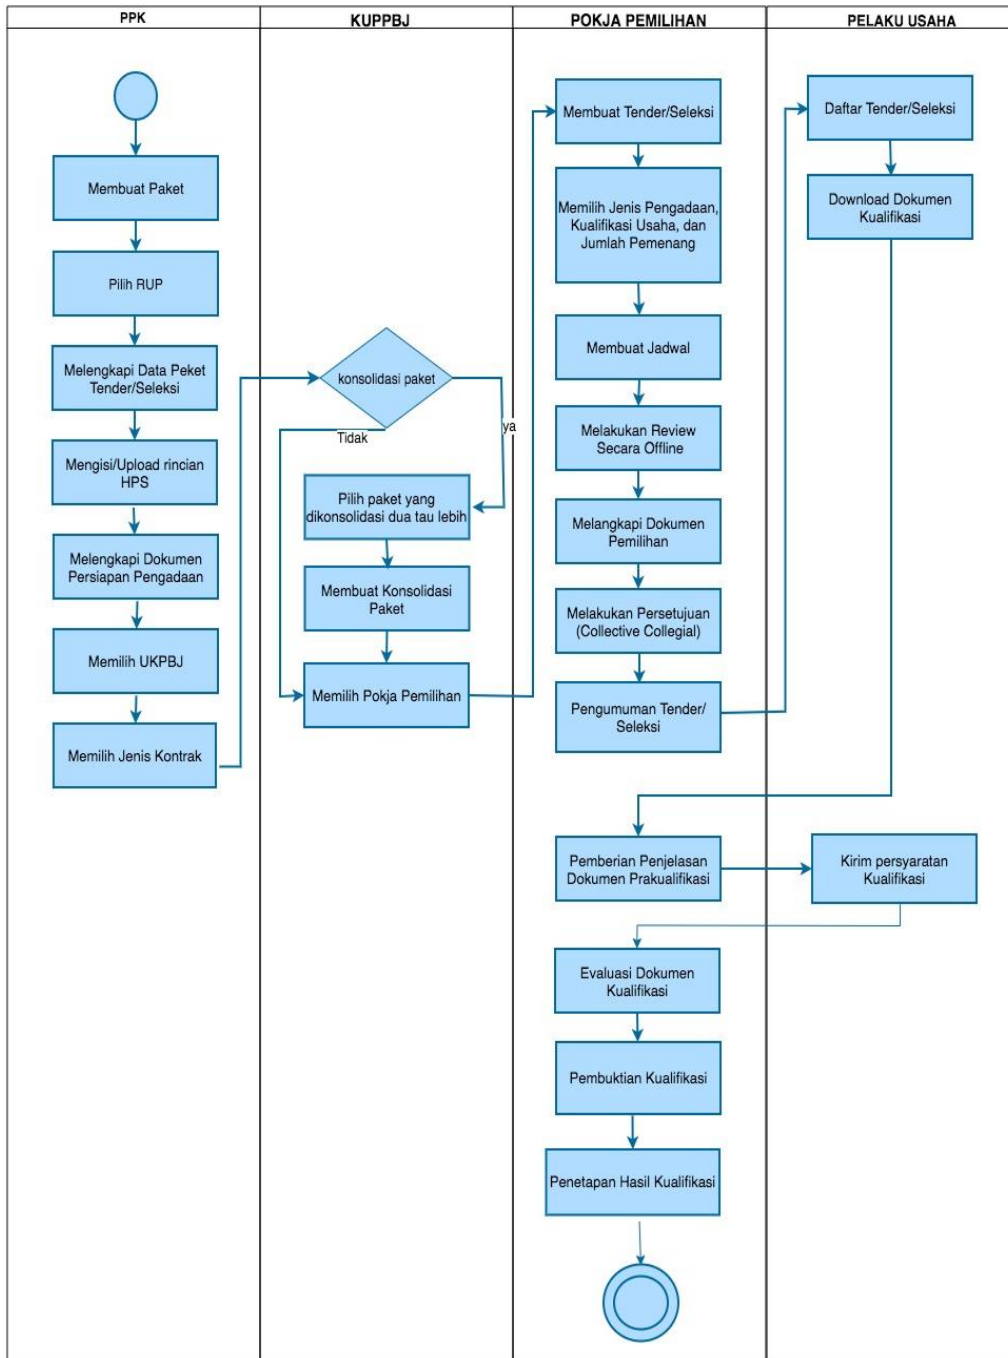 PPK
KUPPBJ
POKJA PEMILIHAN
PELAKU USAHA
Membuat Paket
Pilih RUP
Melengkapi Data Peket
Tender/Seleksi
Mengisi/Upload rincian
HPS
Melengkapi Dokumen
Persiapan Pengadaan
Memilih UKPBJ
Memilih Jenis Kontrak
konsolidasi paket
Tidak
ya
Pilih paket yang
dikonsolidasi dua tau lebih
Membuat Konsolidasi
Paket
Memilih Pokja Pemilihan
Membuat Tender/Seleksi
Memilih Jenis Pengadaan,
Kualifikasi Usaha, dan
Jumlah Pemenang
Membuat Jadwal
Melakukan Review
Secara Offline
Melangkapi Dokumen
Pemilihan
Melakukan Persetujuan
(Collective Collegial)
Pengumuman Tender/
Seleksi
Daftar Tender/Seleksi
Download Dokumen
Kualifikasi
Pemberian Penjelasan
Dokumen Prakualifikasi
Kirim persyaratan
Kualifikasi
Evaluasi Dokumen
Kualifikasi
Pembuktian Kualifikasi
Penetapan Hasil Kualifikasi